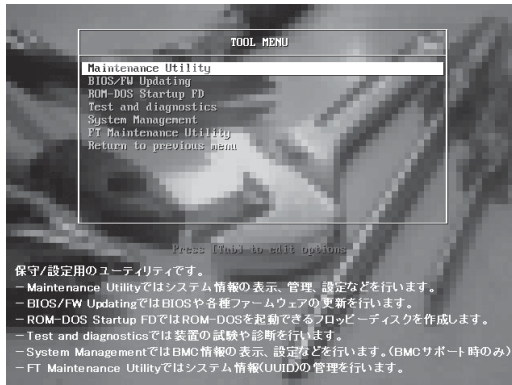 TOOL MENU
Maintenance Utility
BIOS/FW Updating
ROM-DOS Startup FD
Test and diagnostics
System Management
FT Maintenance Utility
Return to previous menu
Press [Tab] to edit options
保守/設定用のユーティリティです。
－Maintenance Utilityではシステム情報の表示、管理、設定などを行います。
－BIOS/FW UpdatingではBIOSや各種ファームウェアの更新を行います。
－ROM-DOS Startup FDではROM-DOSを起動できるフロッピーディスクを作成します。
－Test and diagnosticsでは装置の試験や診断を行います。
－System ManagementではBMC情報の表示、設定などを行います。(BMCサポート時のみ)
－FT Maintenance Utilityではシステム情報(UUID)の管理を行います。